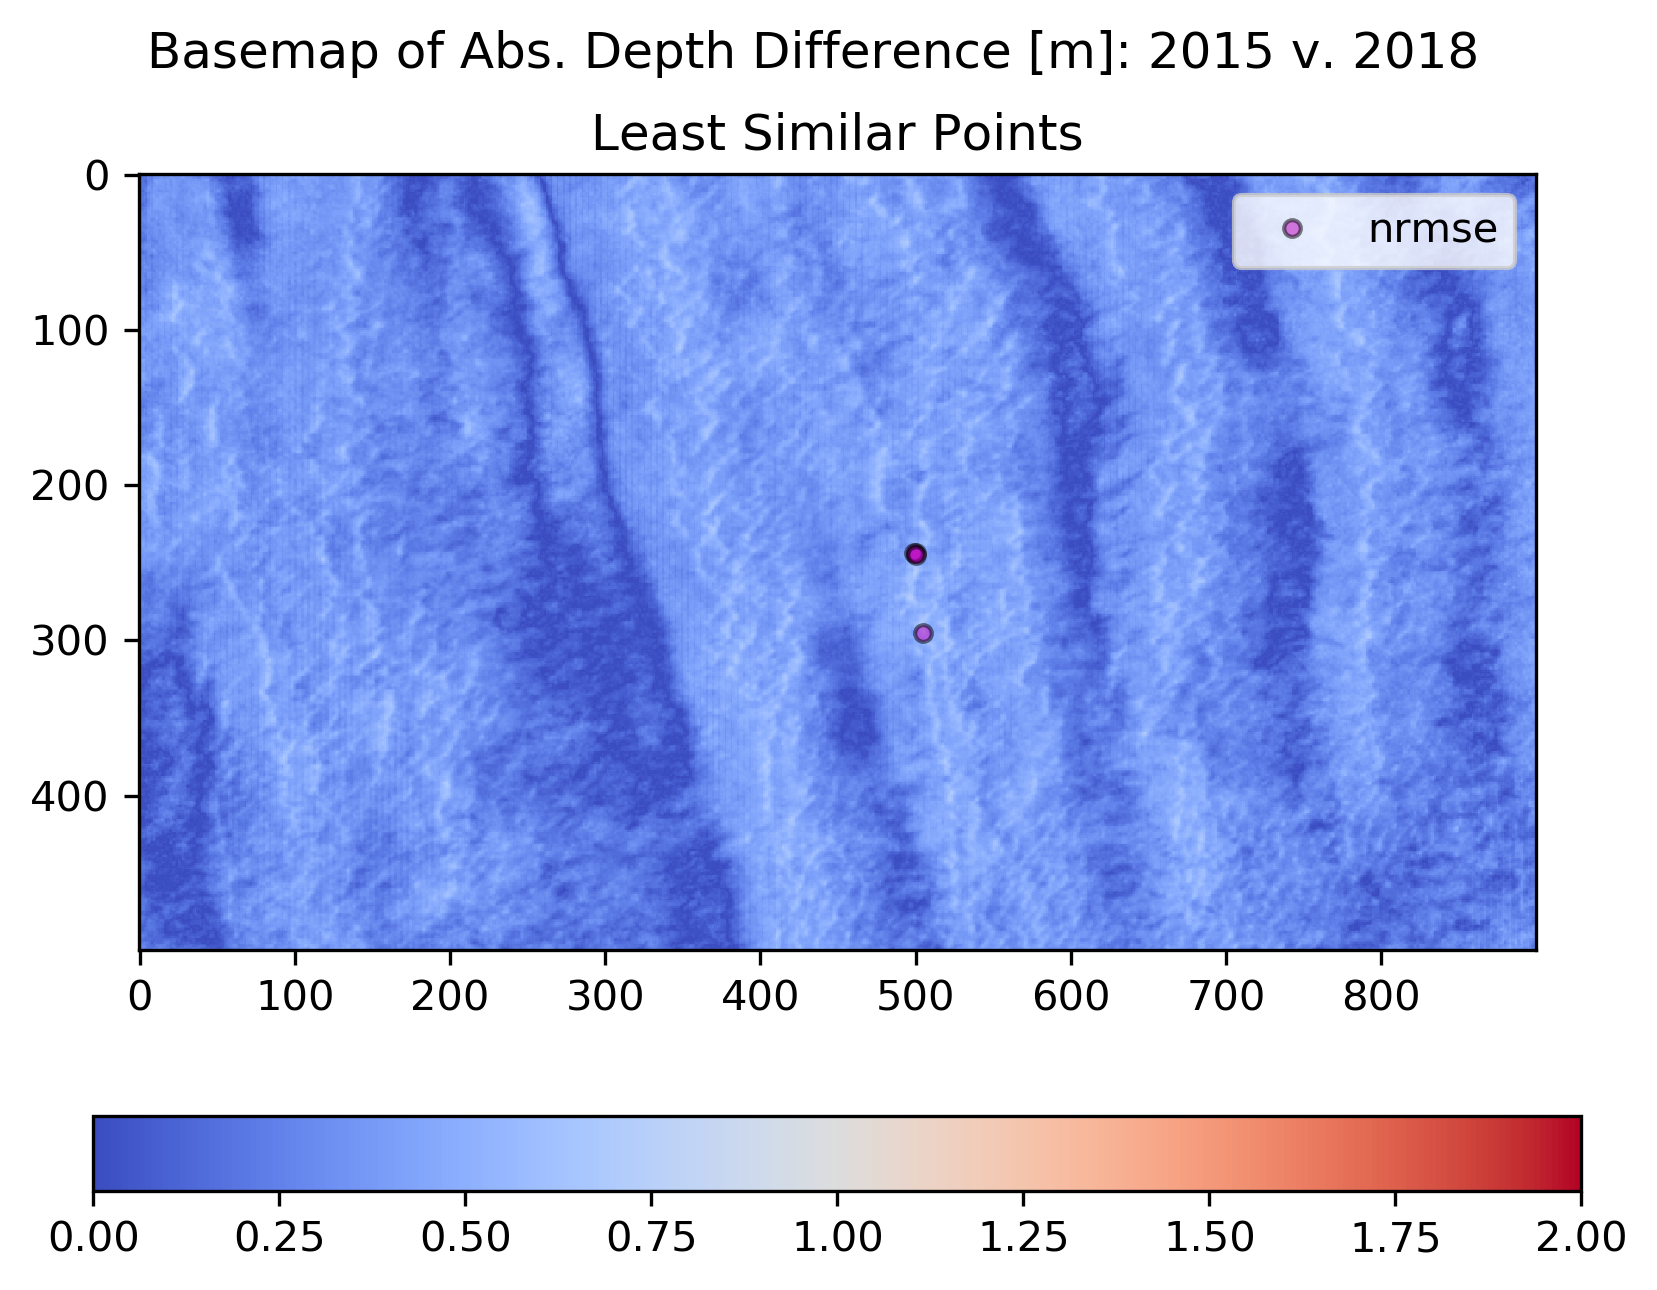 Basemap of Abs. Depth Difference [m]: 2015 v. 2018
Least Similar Points
nrmse
0
100
200
300
400
0 100 200 300 400 500 600 700 800
0.00 0.25 0.50 0.75 1.00 1.25 1.50 1.75 2.00